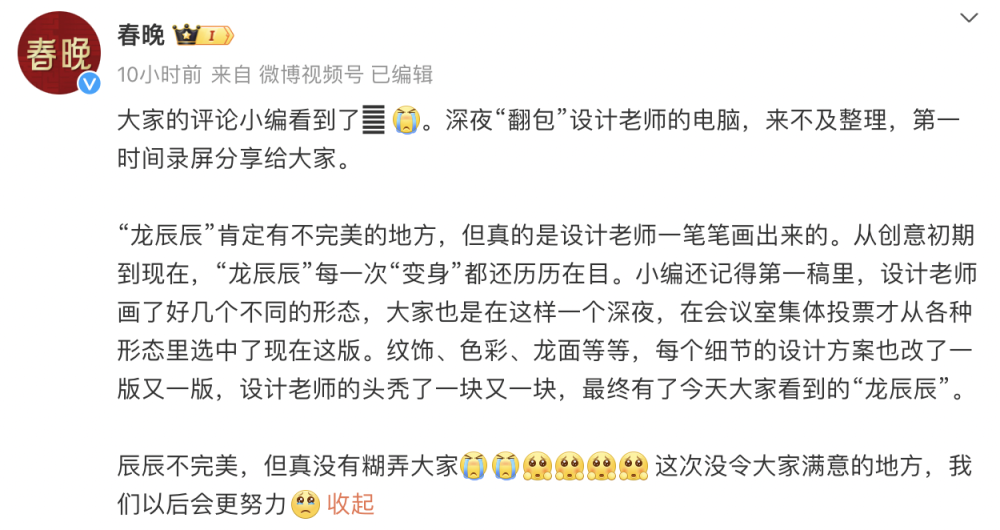 春晚
春晚 I
10小时前 来自 微博视频号 已编辑
大家的评论小编看到了😭。深夜“翻包”设计老师的电脑，来不及整理，第一
时间录屏分享给大家。
“龙辰辰”肯定有不完美的地方，但真的是设计老师一笔笔画出来的。从创意初期
到现在，“龙辰辰”每一次“变身”都还历历在目。小编还记得第一稿里，设计老师
画了好几个不同的形态，大家也是在这样一个深夜，在会议室集体投票才从各种
形态里选中了现在这版。纹饰、色彩、龙面等等，每个细节的设计方案也改了一
版又一版，设计老师的头秃了一块又一块，最终有了今天大家看到的“龙辰辰”。
辰辰不完美，但真没有糊弄大家😭😭🥹🥹🥹🥹 这次没令大家满意的地方，我
们以后会更努力🥺 收起